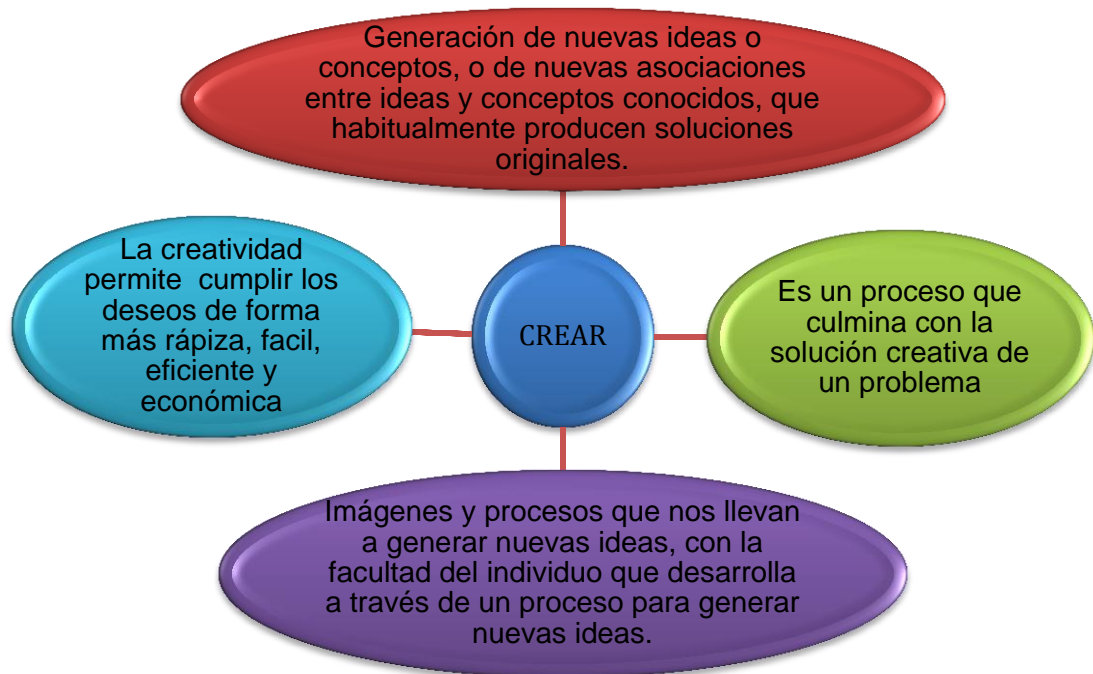 Generación de nuevas ideas o
conceptos, o de nuevas asociaciones
entre ideas y conceptos conocidos, que
habitualmente producen soluciones
originales.
La creatividad
permite  cumplir los
deseos de forma
más rápiza, facil,
eficiente y
económica
CREAR
Es un proceso que
culmina con la
solución creativa de
un problema
Imágenes y procesos que nos llevan
a generar nuevas ideas, con la
facultad del individuo que desarrolla
a través de un proceso para generar
nuevas ideas.